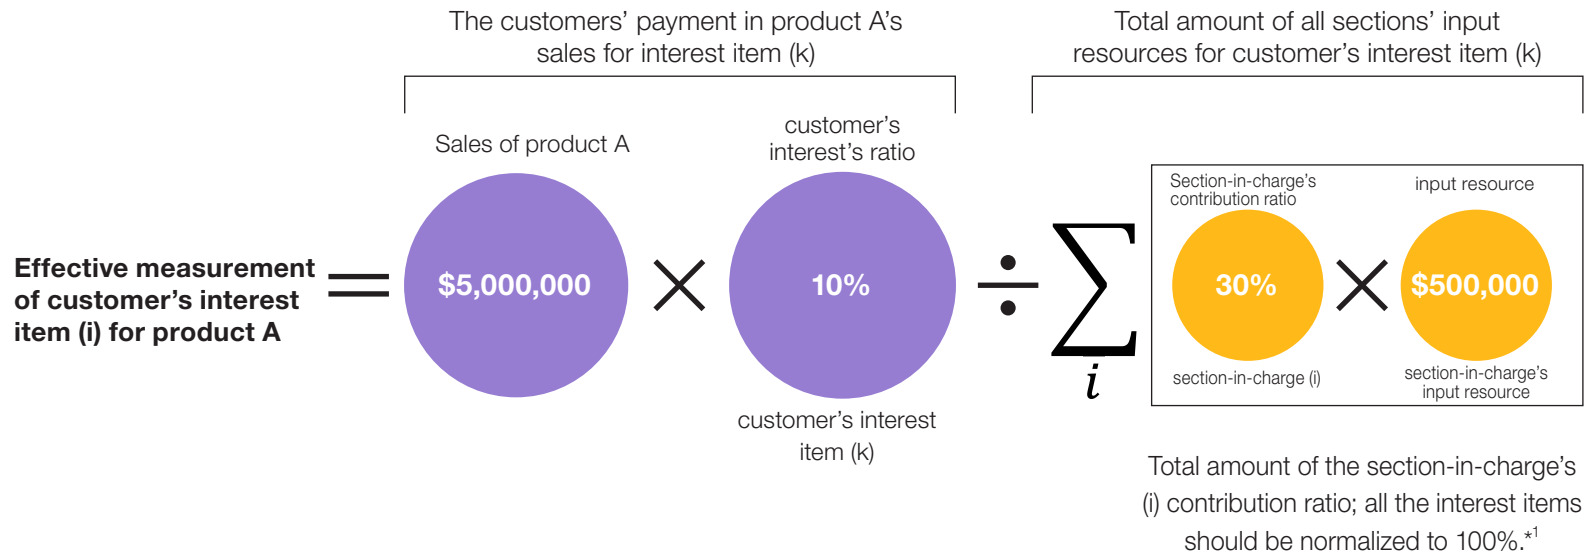 The customers’ payment in product A’s
sales for interest item (k)
Total amount of all sections’ input
resources for customer’s interest item (k)
Sales of product A
customer’s
interest’s ratio
Section-in-charge’s
contribution ratio
input resource
Effective measurement
of customer’s interest
item (i) for product A
=
$5,000,000
×
10%
÷
∑
i
30%
×
$500,000
section-in-charge (i)
section-in-charge’s
input resource
customer’s interest
item (k)
Total amount of the section-in-charge’s
(i) contribution ratio; all the interest items
should be normalized to 100%.*1